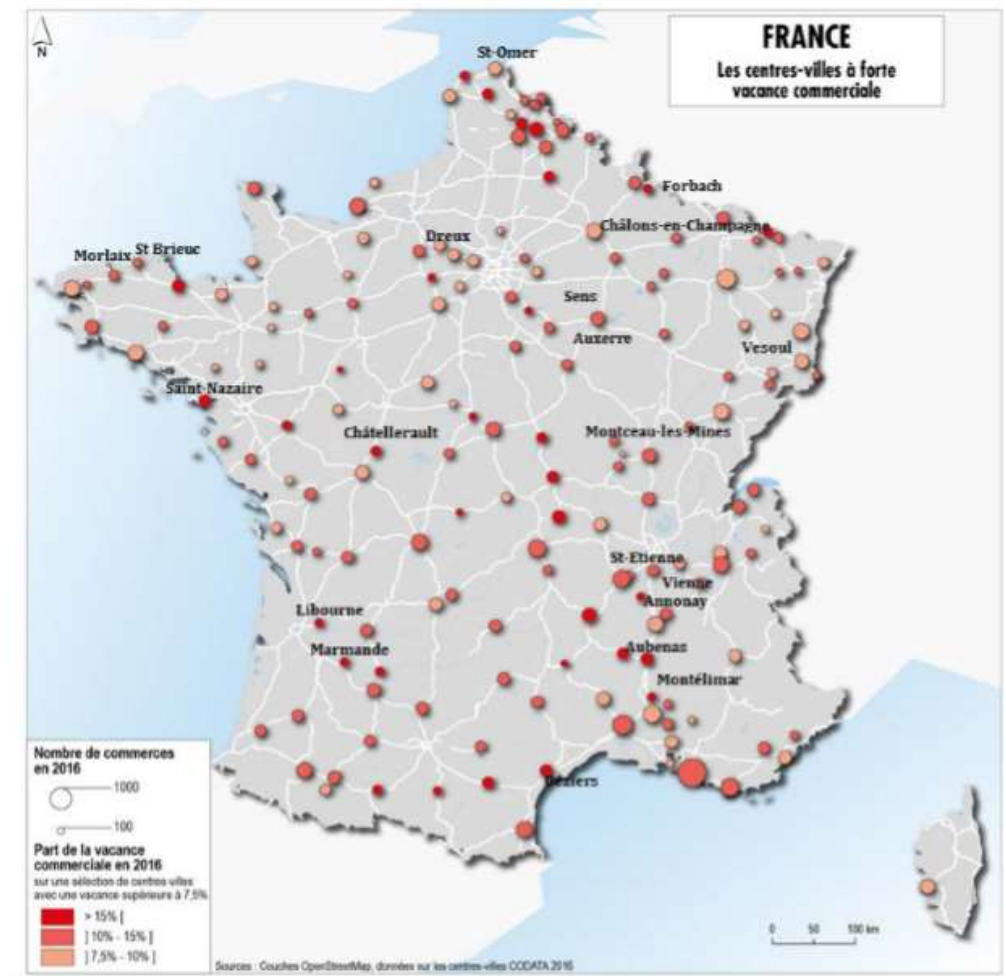 FRANCE
Les centres-villes à forte
vacance commerciale
N
St-Omer
Forbach
Châlons-en-Champagne
Dreux
Morlaix
St Brieuc
Sens
Auxerre
Vesoul
Saint-Nazaire
Châtellerault
Montceau-les-Mines
St-Etienne
Vienne
Annonay
Libourne
Marmande
Aubenas
Montélimar
Béziers
Nombre de commerces
en 2016
1000
100
Part de la vacance
commerciale en 2016
sur une sélection de centres villes
avec une vacance supérieure à 7,5%
> 15% [
] 10% - 15% ]
] 7,5% - 10% ]
0 50 100 km
Sources : Couches OpenStreetMap, données sur les centres-villes CODATA 2016